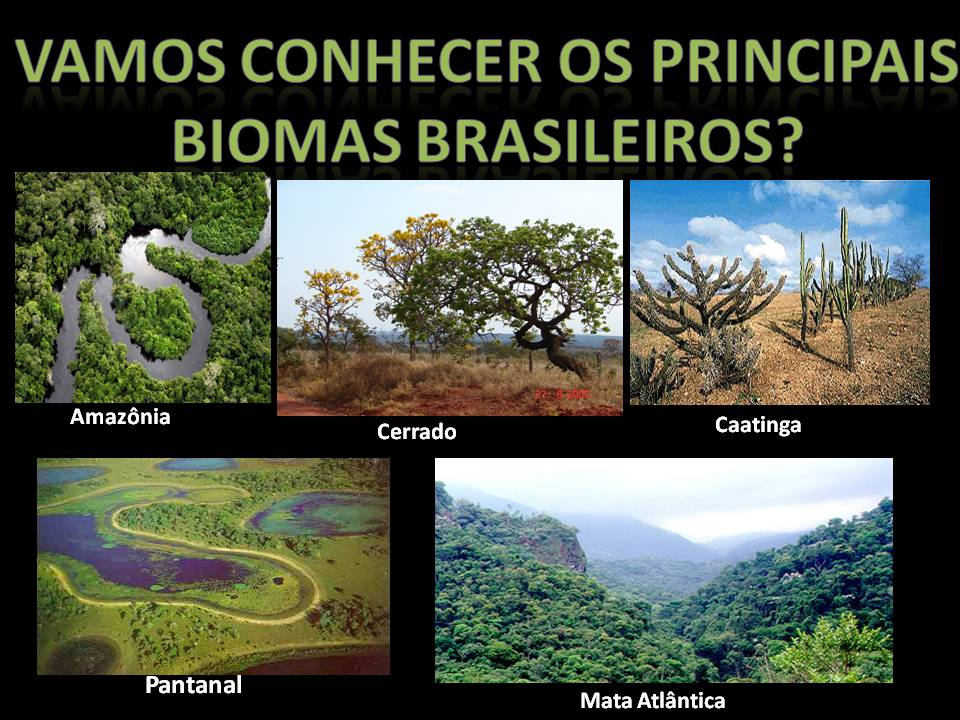 VAMOS CONHECER OS PRINCIPAIS
BIOMAS BRASILEIROS?
Amazônia
Cerrado
Caatinga
Pantanal
Mata Atlântica